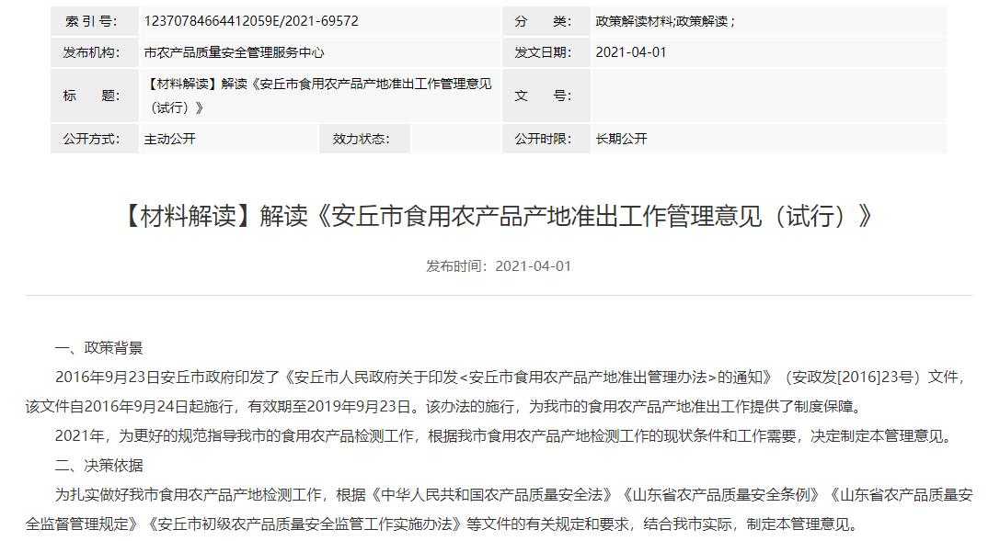 索 引 号： 12370784664412059E/2021-69572 分 类： 政策解读材料;政策解读 ;
发布机构： 市农产品质量安全管理服务中心 发文日期： 2021-04-01
标 题： 【材料解读】解读《安丘市食用农产品产地准出工作管理意见
（试行）》 文 号：
公开方式： 主动公开 效力状态： 公开时限： 长期公开
【材料解读】解读《安丘市食用农产品产地准出工作管理意见（试行）》
发布时间：2021-04-01
一、政策背景
2016年9月23日安丘市政府印发了《安丘市人民政府关于印发<安丘市食用农产品产地准出管理办法>的通知》（安政发[2016]23号）文件，
该文件自2016年9月24日起施行，有效期至2019年9月23日。该办法的施行，为我市的食用农产品产地准出工作提供了制度保障。
2021年，为更好的规范指导我市的食用农产品检测工作，根据我市食用农产品产地检测工作的现状条件和工作需要，决定制定本管理意见。
二、决策依据
为扎实做好我市食用农产品产地检测工作，根据《中华人民共和国农产品质量安全法》《山东省农产品质量安全条例》《山东省农产品质量安
全监督管理规定》《安丘市初级农产品质量安全监管工作实施办法》等文件的有关规定和要求，结合我市实际，制定本管理意见。